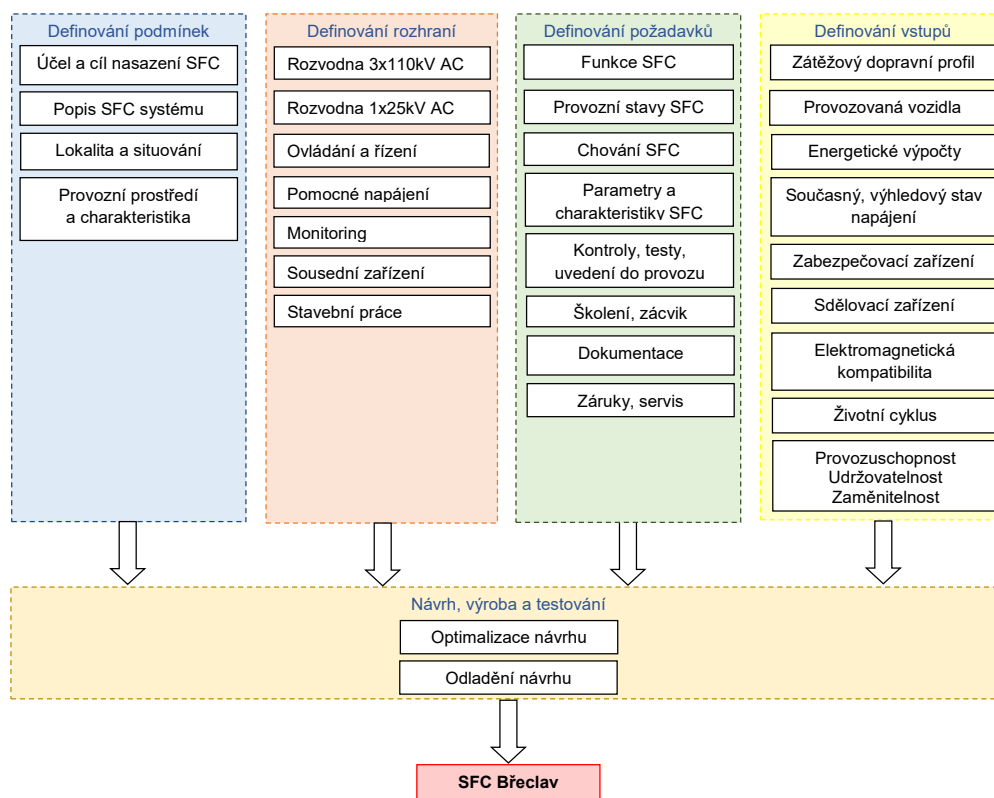 Definování podmínek
Účel a cíl nasazení SFC
Popis SFC systému
Lokalita a situování
Provozní prostředí
a charakteristika
Definování rozhraní
Rozvodna 3x110kV AC
Rozvodna 1x25kV AC
Ovládání a řízení
Pomocné napájení
Monitoring
Sousední zařízení
Stavební práce
Definování požadavků
Funkce SFC
Provozní stavy SFC
Chování SFC
Parametry a
charakteristiky SFC
Kontroly, testy,
uvedení do provozu
Školení, zácvik
Dokumentace
Záruky, servis
Definování vstupů
Zátěžový dopravní profil
Provozovaná vozidla
Energetické výpočty
Současný, výhledový stav
napájení
Zabezpečovací zařízení
Sdělovací zařízení
Elektromagnetická
kompatibilita
Životní cyklus
Provozuschopnost
Udržovatelnost
Zaměnitelnost
Návrh, výroba a testování
Optimalizace návrhu
Odladění návrhu
SFC Břeclav